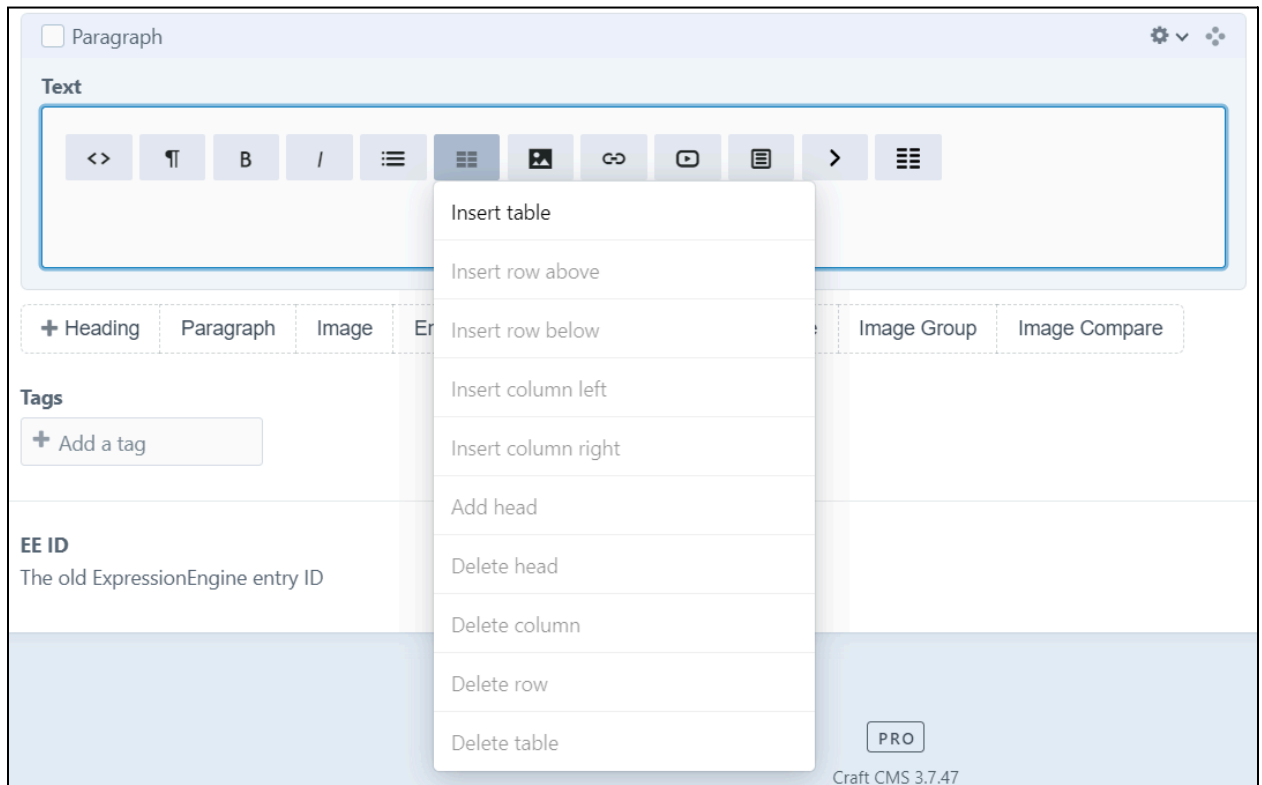 Paragraph
Text
<> ¶ B I
Insert table
Insert row above
Insert row below
Insert column left
Insert column right
Add head
Delete head
Delete column
Delete row
Delete table
+ Heading Paragraph Image Image Group Image Compare
Tags
+ Add a tag
EE ID
The old ExpressionEngine entry ID
PRO
Craft CMS 3.7.47